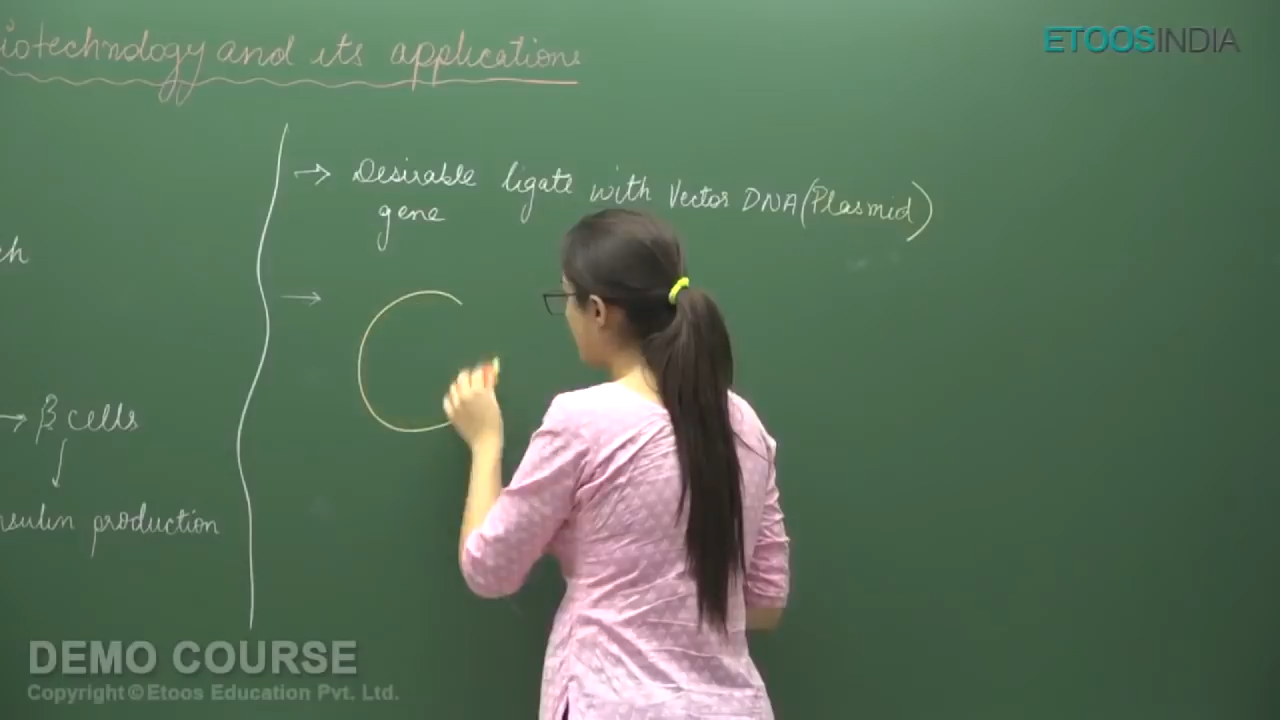 iotechnology and its applications
ETOOSINDIA
→ Desirable ligate with Vector DNA (Plasmid)
gene
ch
→
→ β cells
nsulin production
DEMO COURSE
Copyright © Etoos Education Pvt. Ltd.